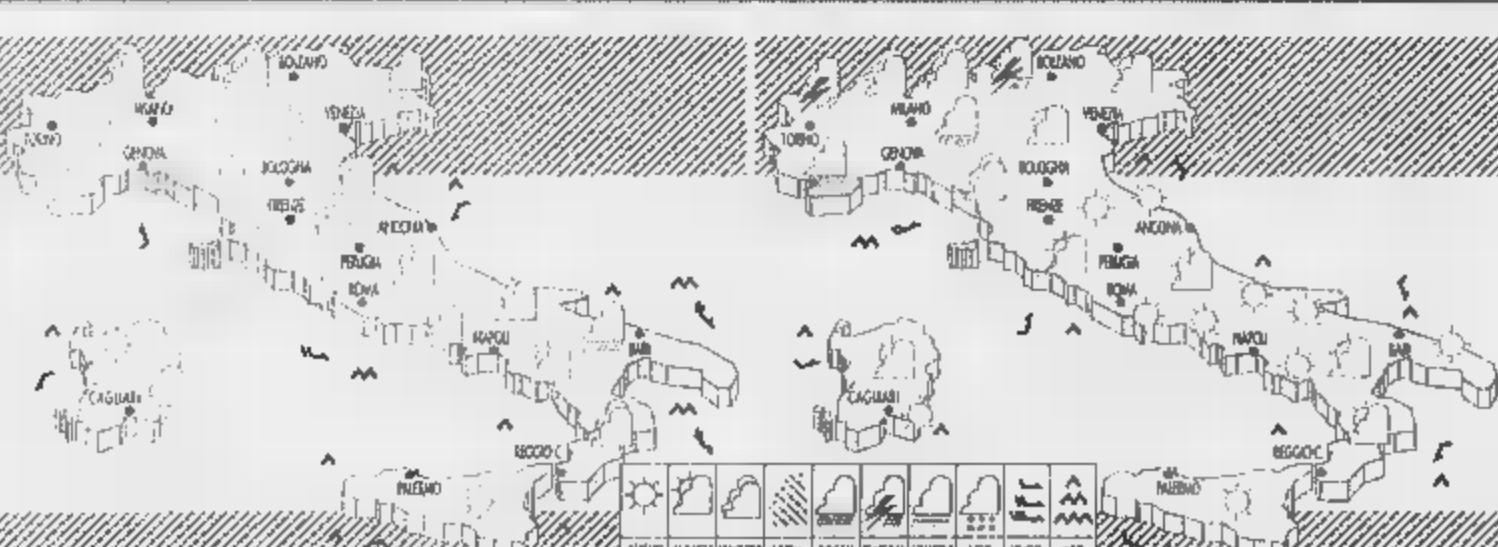 BOLZANO
MILANO
VENEZIA
TORINO
GENOVA
BOLOGNA
FIRENZE
ANCONA
PERUGIA
ROMA
NAPOLI
BARI
CAGLIARI
REGGIO C.
PALERMO
BOLZANO
MILANO
VENEZIA
TORINO
GENOVA
BOLOGNA
FIRENZE
ANCONA
PERUGIA
ROMA
NAPOLI
BARI
CAGLIARI
REGGIO C.
PALERMO